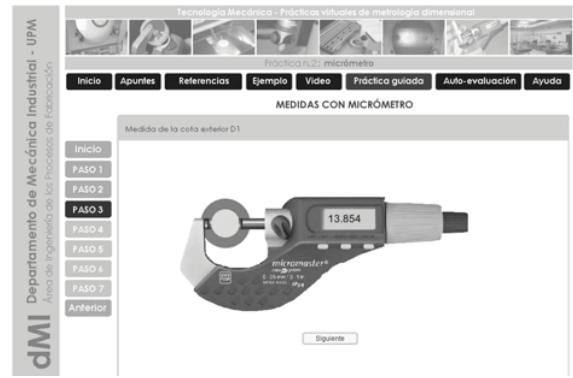 Tecnología Mecánica - Prácticas virtuales de metrología dimensional
Práctica n.2: micrómetro
Inicio Apuntes Referencias Ejemplo Video Práctica guiada Auto-evaluación Ayuda
MEDIDAS CON MICRÓMETRO
dMI Departamento de Mecánica Industrial - UPM
Área de Ingeniería de los Procesos de Fabricación
Medida de la cota exterior D1
Inicio
PASO 1
PASO 2
PASO 3
PASO 4
PASO 5
PASO 6
PASO 7
Anterior
13.854
micromaster®
Siguiente